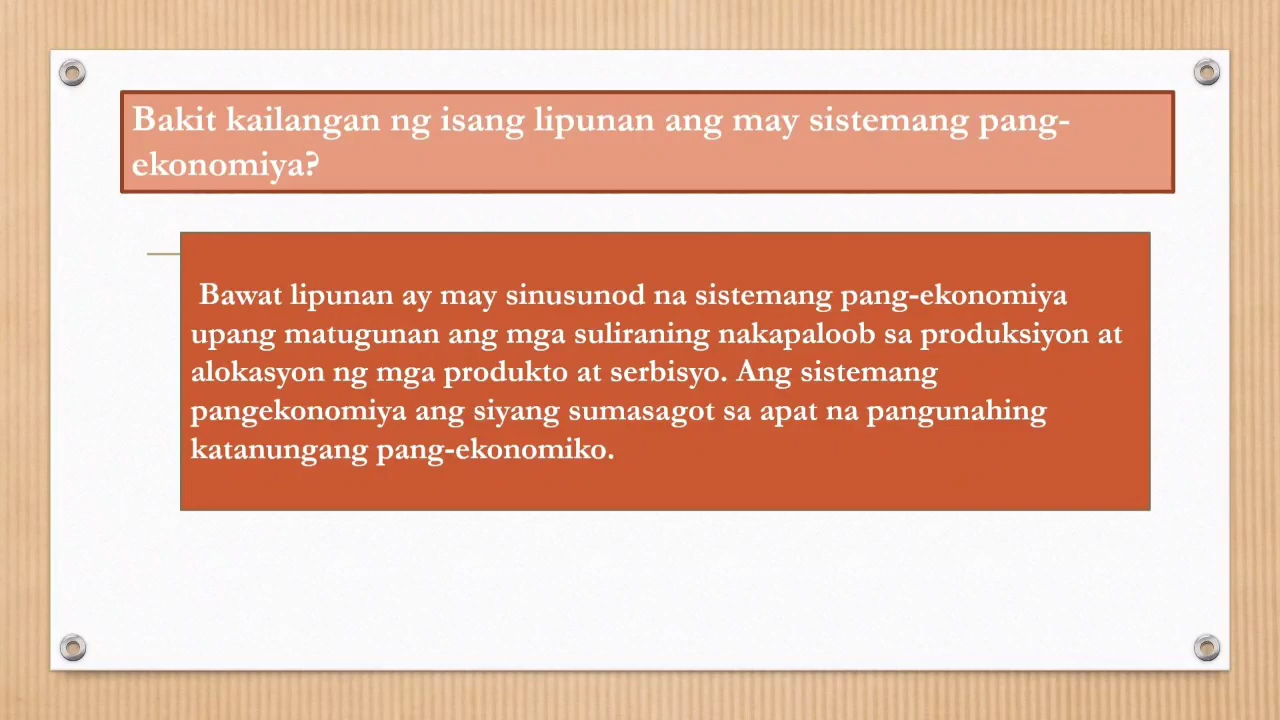 Bakit kailangan ng isang lipunan ang may sistemang pang-
ekonomiya?
Bawat lipunan ay may sinusunod na sistemang pang-ekonomiya
upang matugunan ang mga suliraning nakapaloob sa produksiyon at
alokasyon ng mga produkto at serbisyo. Ang sistemang
pangekonomiya ang siyang sumasagot sa apat na pangunahing
katanungang pang-ekonomiko.